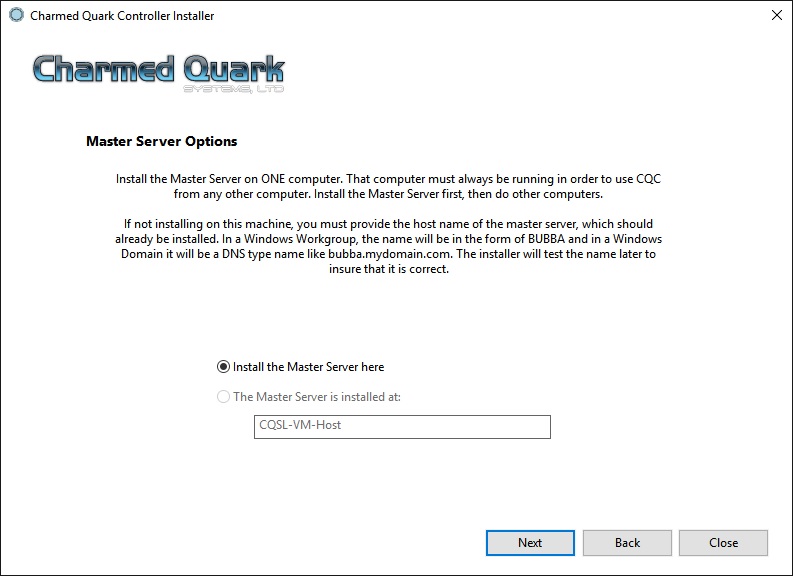 Charmed Quark Controller Installer
Charmed Quark
SYSTEMS, LTD
Master Server Options
Install the Master Server on ONE computer. That computer must always be running in order to use CQC
from any other computer. Install the Master Server first, then do other computers.
If not installing on this machine, you must provide the host name of the master server, which should
already be installed. In a Windows Workgroup, the name will be in the form of BUBBA and in a Windows
Domain it will be a DNS type name like bubba.mydomain.com. The installer will test the name later to
insure that it is correct.
Install the Master Server here
The Master Server is installed at:
CQSL-VM-Host
Next
Back
Close